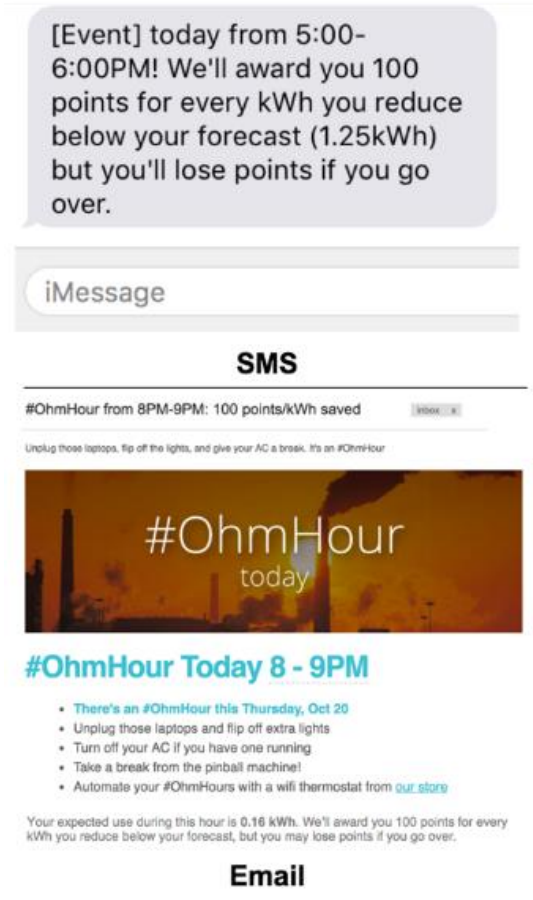 [Event] today from 5:00-
6:00PM! We'll award you 100
points for every kWh you reduce
below your forecast (1.25kWh)
but you'll lose points if you go
over.
iMessage
SMS
#OhmHour from 8PM-9PM: 100 points/kWh saved
Inbox x
Unplug those laptops, flip off the lights, and give your AC a break. It's an #OhmHour
#OhmHour
today
#OhmHour Today 8 - 9PM
• There's an #OhmHour this Thursday, Oct 20
• Unplug those laptops and flip off extra lights
• Turn off your AC if you have one running
• Take a break from the pinball machine!
• Automate your #OhmHours with a wifi thermostat from our store
Your expected use during this hour is 0.16 kWh. We'll award you 100 points for every
kWh you reduce below your forecast, but you may lose points if you go over.
Email